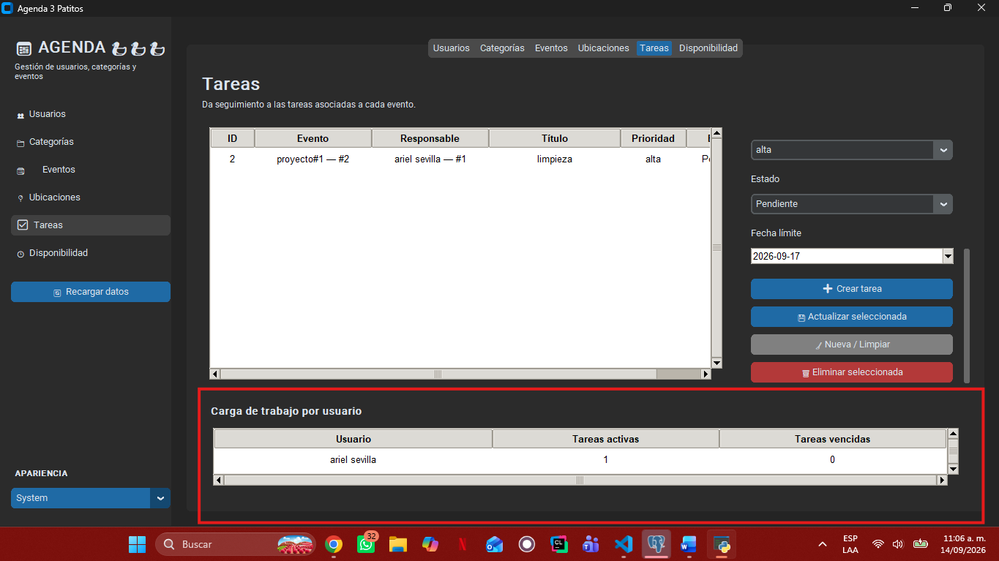 Agenda 3 Patitos
AGENDA
Gestión de usuarios, categorías y
eventos
Usuarios
Categorías
Eventos
Ubicaciones
Tareas
Disponibilidad
Recargar datos
APARIENCIA
System
Usuarios Categorías Eventos Ubicaciones Tareas Disponibilidad
Tareas
Da seguimiento a las tareas asociadas a cada evento.
ID Evento Responsable Título Prioridad
2 proyecto#1 — #2 ariel sevilla — #1 limpieza alta
alta
Estado
Pendiente
Fecha límite
2026-09-17
Crear tarea
Actualizar seleccionada
Nueva / Limpiar
Eliminar seleccionada
Carga de trabajo por usuario
Usuario Tareas activas Tareas vencidas
ariel sevilla 1 0
Buscar
32
CL
ESP
LAA
11:06 a. m.
14/09/2026